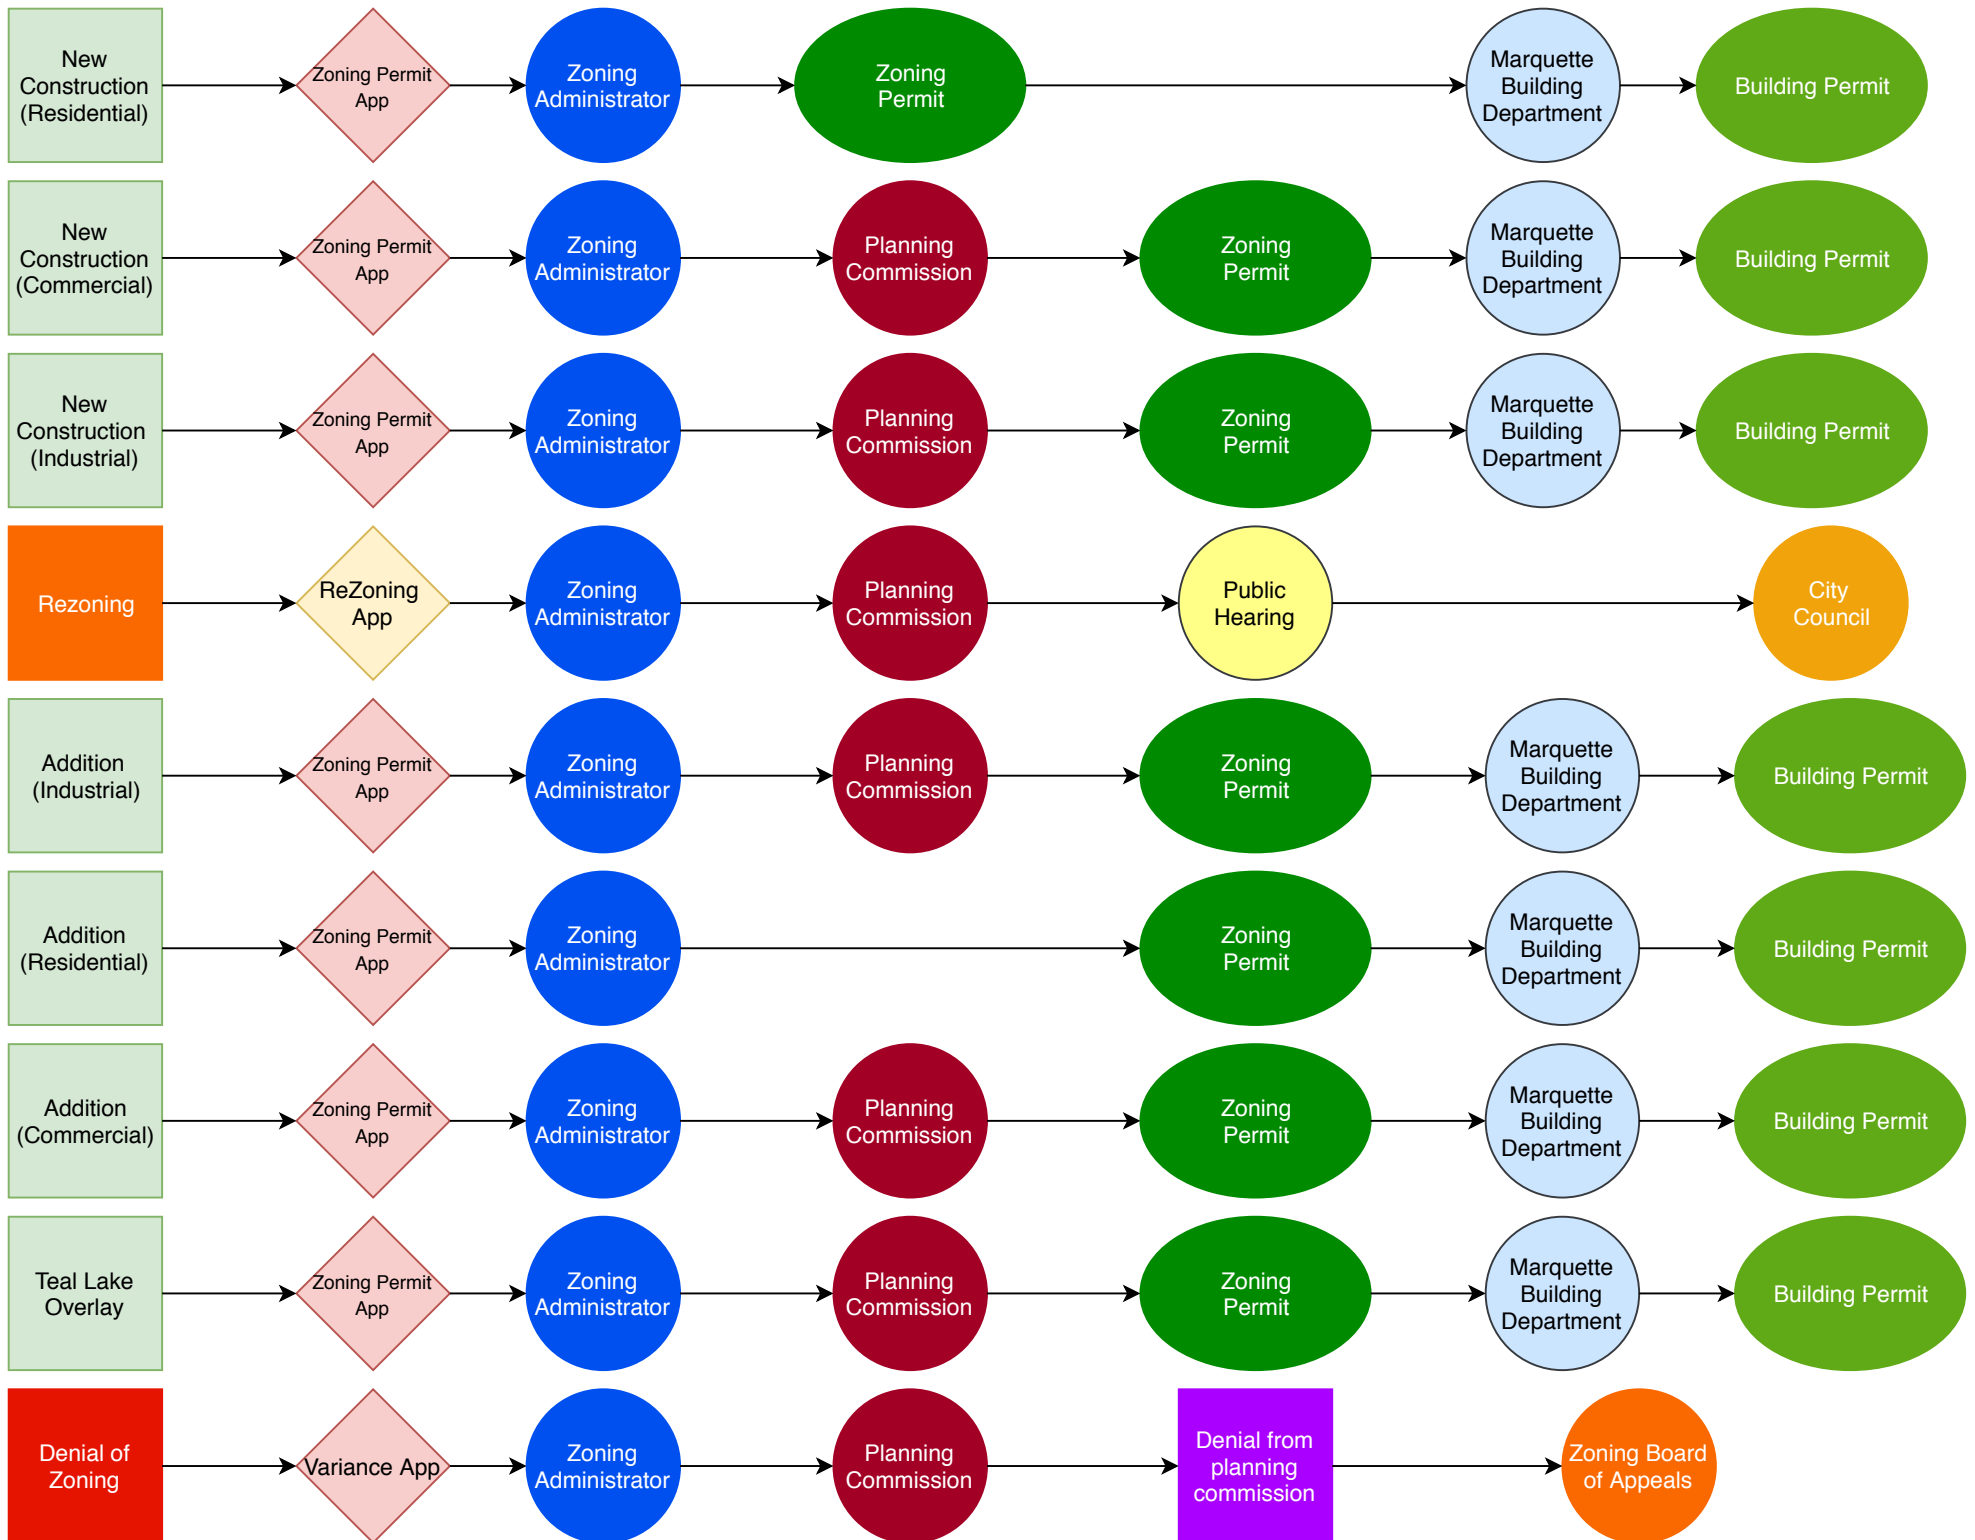 New
Construction
(Residential)
Zoning Permit
App
Zoning
Administrator
Zoning
Permit
Marquette
Building
Department
Building Permit
New
Construction
(Commercial)
Zoning Permit
App
Zoning
Administrator
Planning
Commission
Zoning
Permit
Marquette
Building
Department
Building Permit
New
Construction
(Industrial)
Zoning Permit
App
Zoning
Administrator
Planning
Commission
Zoning
Permit
Marquette
Building
Department
Building Permit
Rezoning
ReZoning
App
Zoning
Administrator
Planning
Commission
Public
Hearing
City
Council
Addition
(Industrial)
Zoning Permit
App
Zoning
Administrator
Planning
Commission
Zoning
Permit
Marquette
Building
Department
Building Permit
Addition
(Residential)
Zoning Permit
App
Zoning
Administrator
Zoning
Permit
Marquette
Building
Department
Building Permit
Addition
(Commercial)
Zoning Permit
App
Zoning
Administrator
Planning
Commission
Zoning
Permit
Marquette
Building
Department
Building Permit
Teal Lake
Overlay
Zoning Permit
App
Zoning
Administrator
Planning
Commission
Zoning
Permit
Marquette
Building
Department
Building Permit
Denial of
Zoning
Variance App
Zoning
Administrator
Planning
Commission
Denial from
planning
commission
Zoning Board
of Appeals